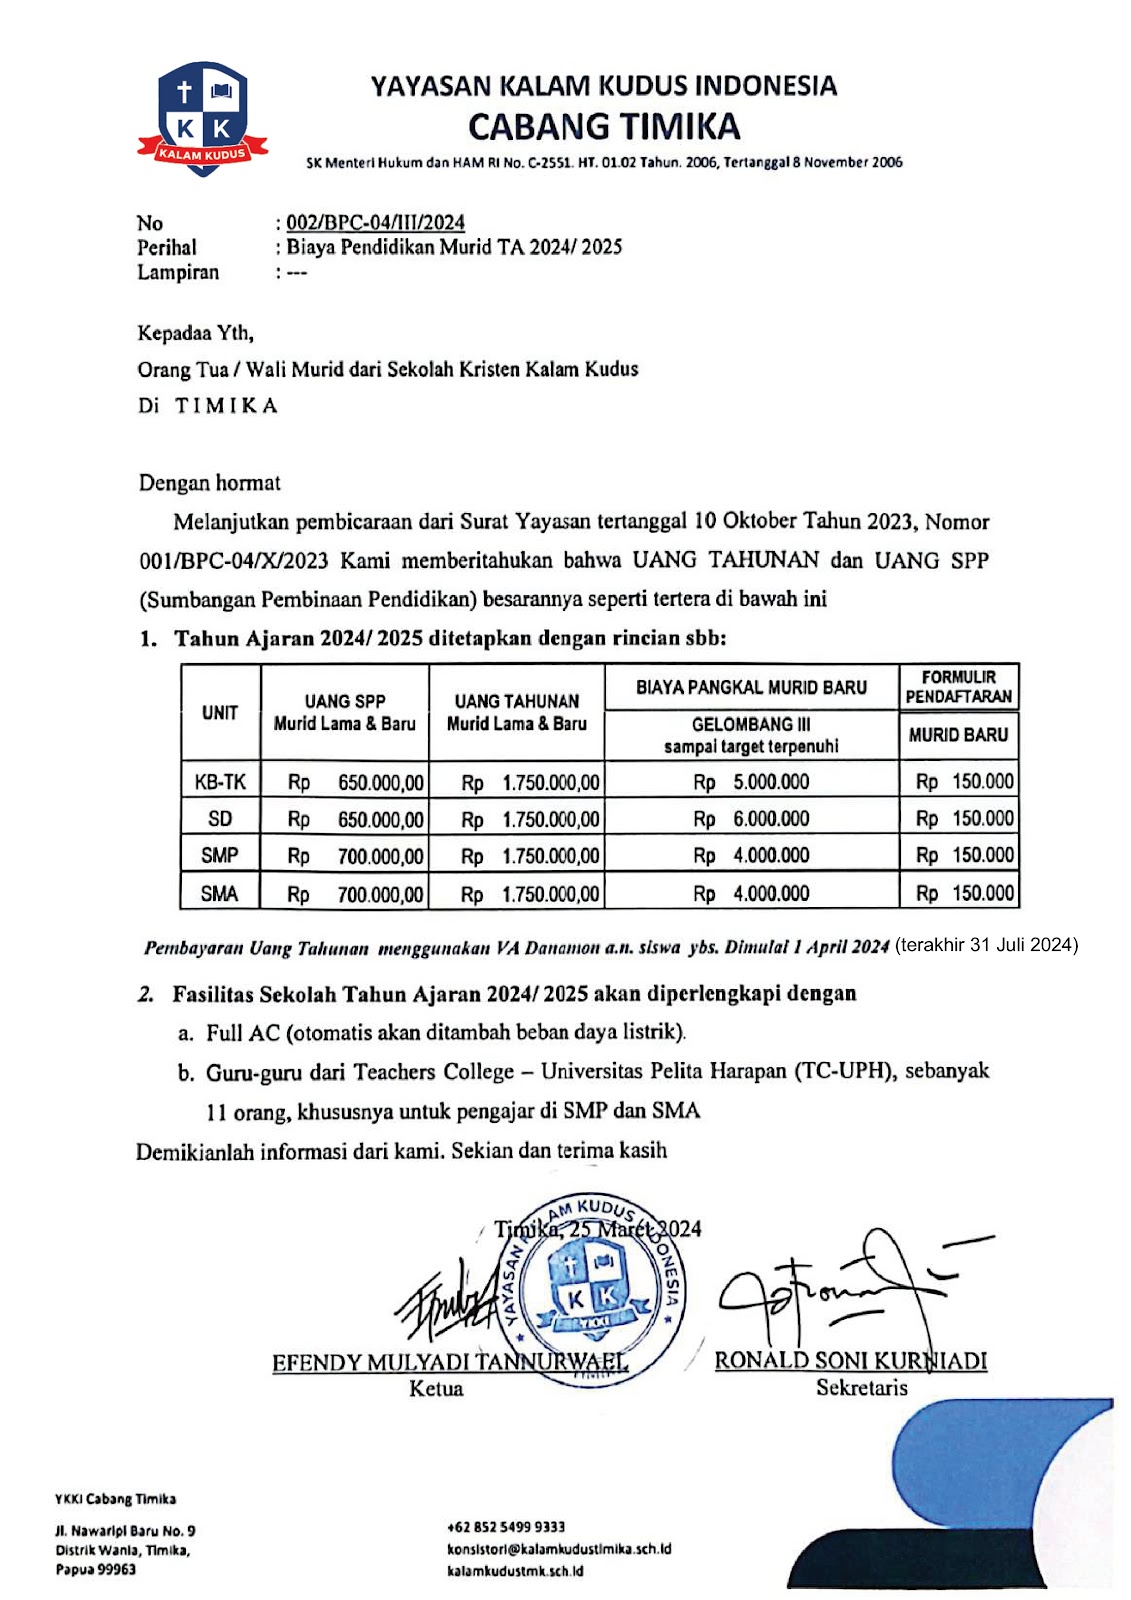 K K
KALAM KUDUS
YAYASAN KALAM KUDUS INDONESIA
CABANG TIMIKA
SK Menteri Hukum dan HAM RI No. C-2551. HT. 01.02 Tahun. 2006, Tertanggal 8 November 2006
No : 002/BPC-04/III/2024
Perihal : Biaya Pendidikan Murid TA 2024/ 2025
Lampiran : ---
Kepadaa Yth,
Orang Tua / Wali Murid dari Sekolah Kristen Kalam Kudus
Di T I M I K A
Dengan hormat
Melanjutkan pembicaraan dari Surat Yayasan tertanggal 10 Oktober Tahun 2023, Nomor
001/BPC-04/X/2023 Kami memberitahukan bahwa UANG TAHUNAN dan UANG SPP
(Sumbangan Pembinaan Pendidikan) besarannya seperti tertera di bawah ini
1. Tahun Ajaran 2024/ 2025 ditetapkan dengan rincian sbb:
UNIT
UANG SPP
Murid Lama & Baru
UANG TAHUNAN
Murid Lama & Baru
BIAYA PANGKAL MURID BARU
GELOMBANG III
sampai target terpenuhi
FORMULIR
PENDAFTARAN
MURID BARU
KB-TK Rp 650.000,00 Rp 1.750.000,00 Rp 5.000.000 Rp 150.000
SD Rp 650.000,00 Rp 1.750.000,00 Rp 6.000.000 Rp 150.000
SMP Rp 700.000,00 Rp 1.750.000,00 Rp 4.000.000 Rp 150.000
SMA Rp 700.000,00 Rp 1.750.000,00 Rp 4.000.000 Rp 150.000
Pembayaran Uang Tahunan menggunakan VA Danamon a.n. siswa ybs. Dimulai 1 April 2024 (terakhir 31 Juli 2024)
2. Fasilitas Sekolah Tahun Ajaran 2024/ 2025 akan diperlengkapi dengan
a. Full AC (otomatis akan ditambah beban daya listrik).
b. Guru-guru dari Teachers College – Universitas Pelita Harapan (TC-UPH), sebanyak
11 orang, khususnya untuk pengajar di SMP dan SMA
Demikianlah informasi dari kami. Sekian dan terima kasih
Timika, 25 Maret 2024
YAYASAN KALAM KUDUS INDONESIA
K K
YKKI
TIMIKA
EFENDY MULYADI TANNURWAEL
Ketua
RONALD SONI KURNIADI
Sekretaris
YKKI Cabang Timika
Jl. Nawaripi Baru No. 9
Distrik Wania, Timika,
Papua 99963
+62 852 5499 9333
konsistori@kalamkudustimika.sch.id
kalamkudustmk.sch.id